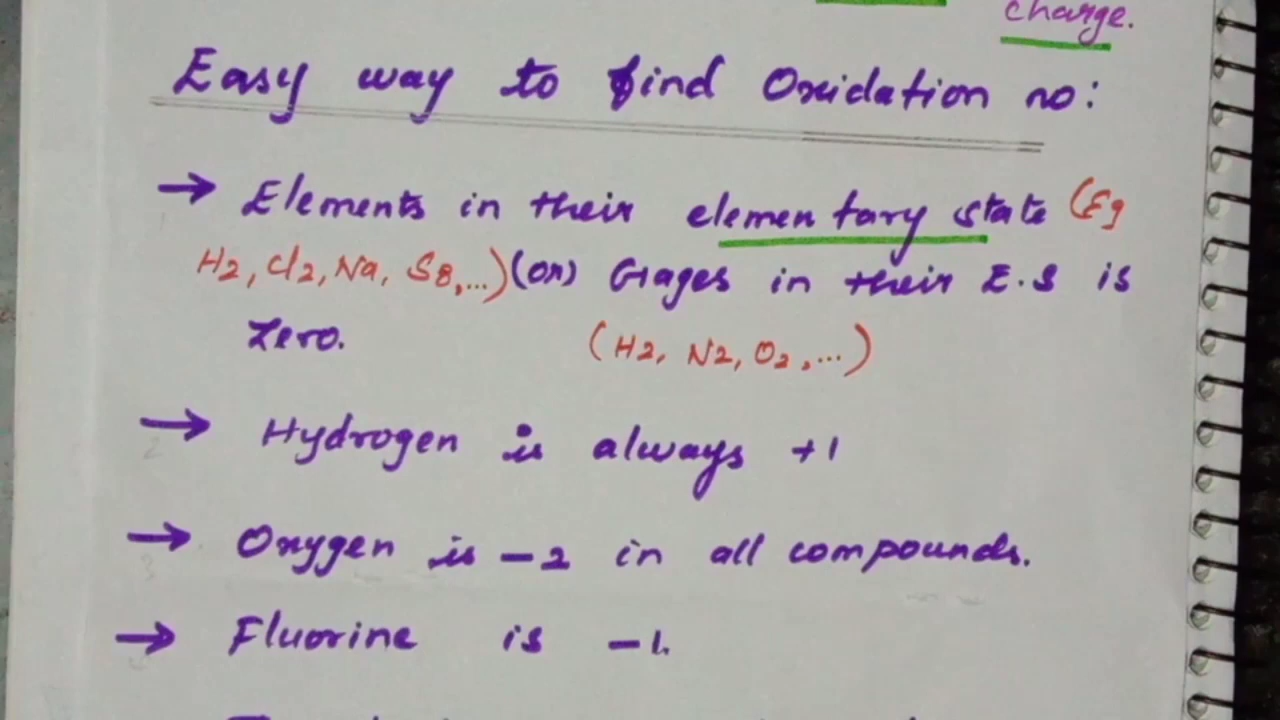 charge.
Easy way to find Oxidation no:
→ Elements in their elementary state (Eg
H2, Cl2, Na, S8,...) (or) Gases in their E.S is
Zero. (H2, N2, O2,...)
→ Hydrogen is always +1
→ Oxygen is -2 in all compounds.
→ Fluorine is -1.